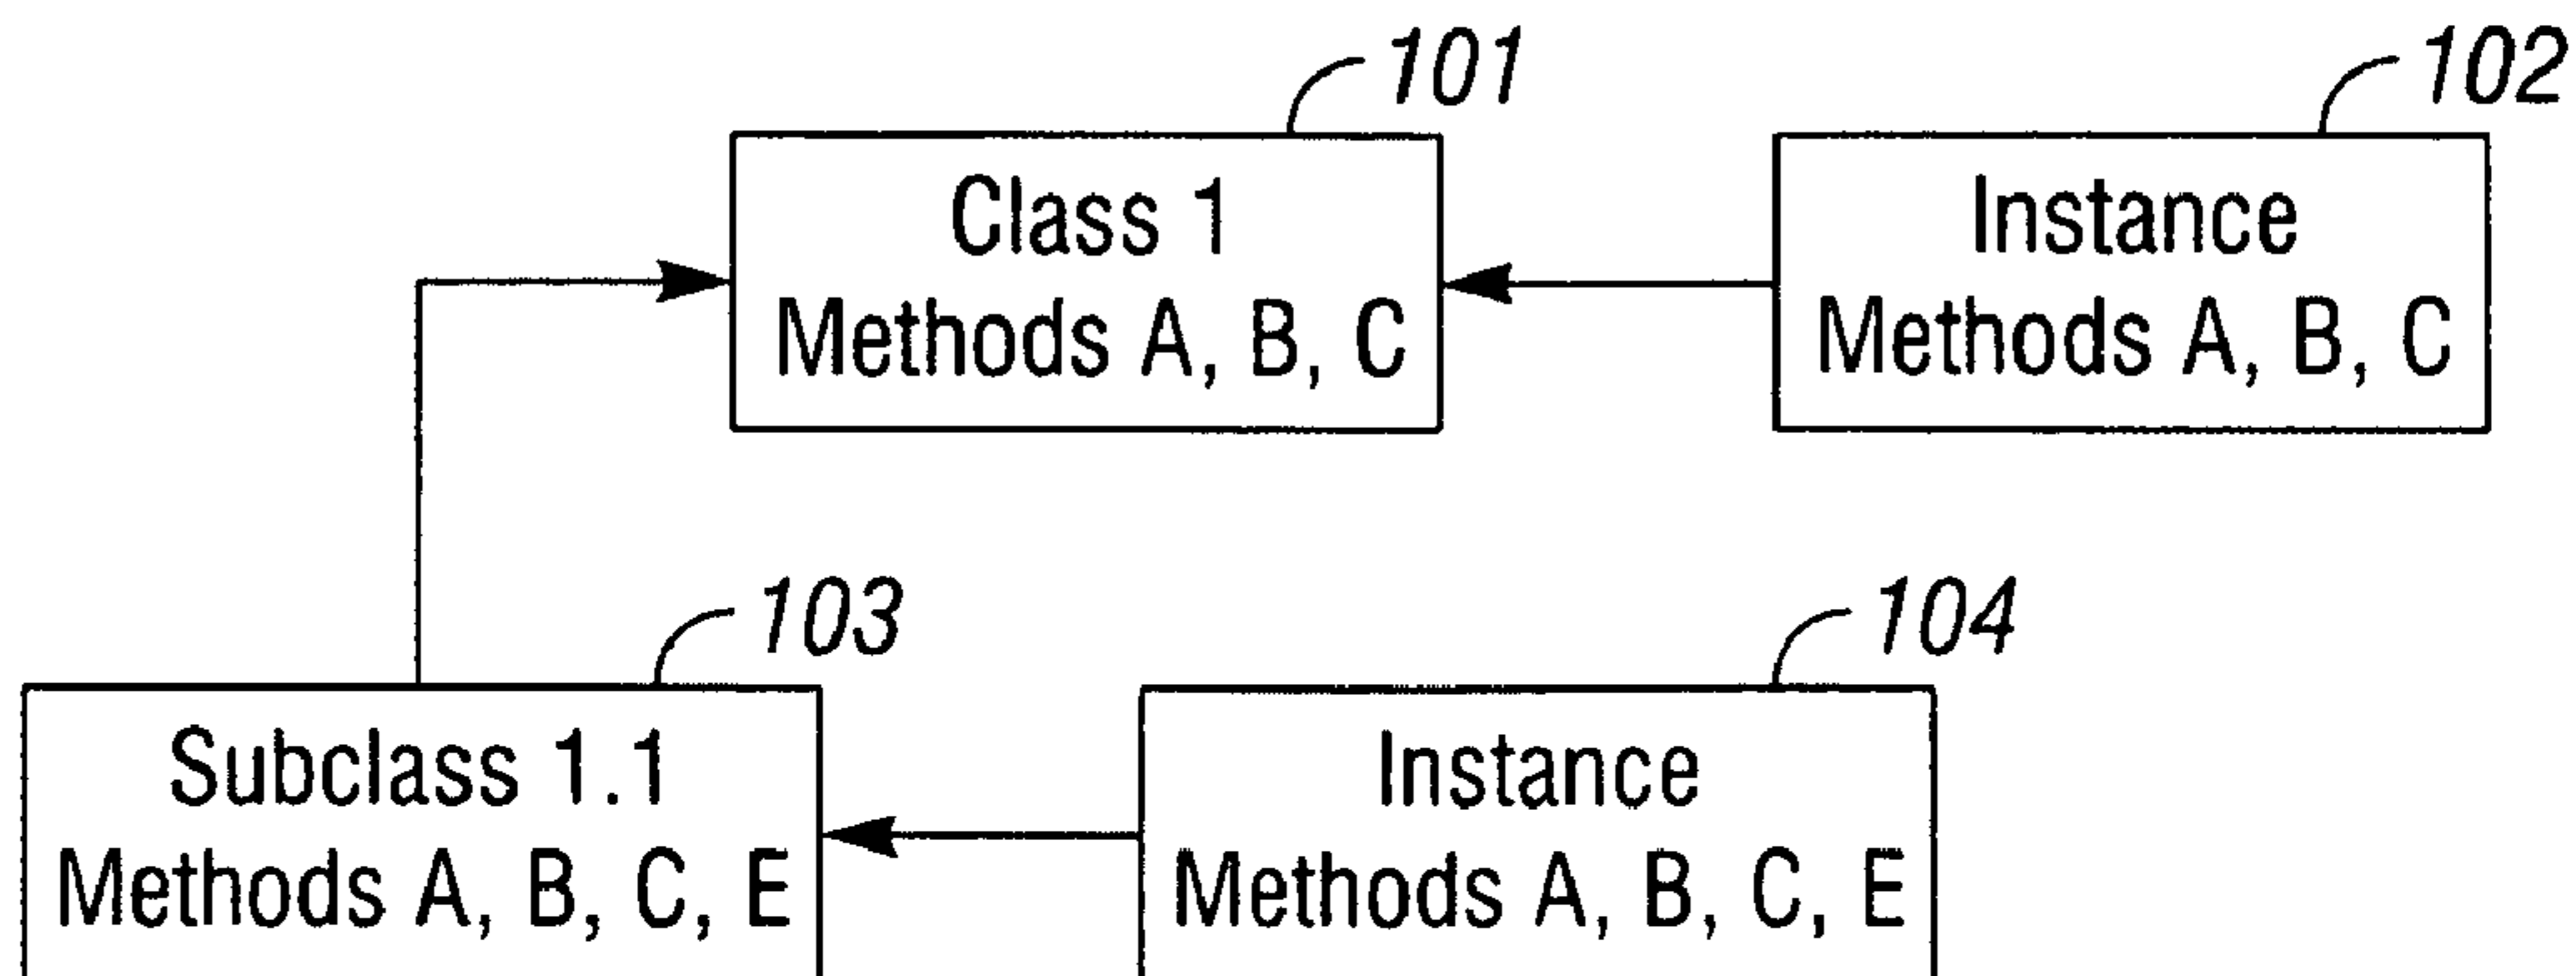 101
102
Class 1
Methods A, B, C
Instance
Methods A, B, C
103
104
Subclass 1.1
Methods A, B, C, E
Instance
Methods A, B, C, E